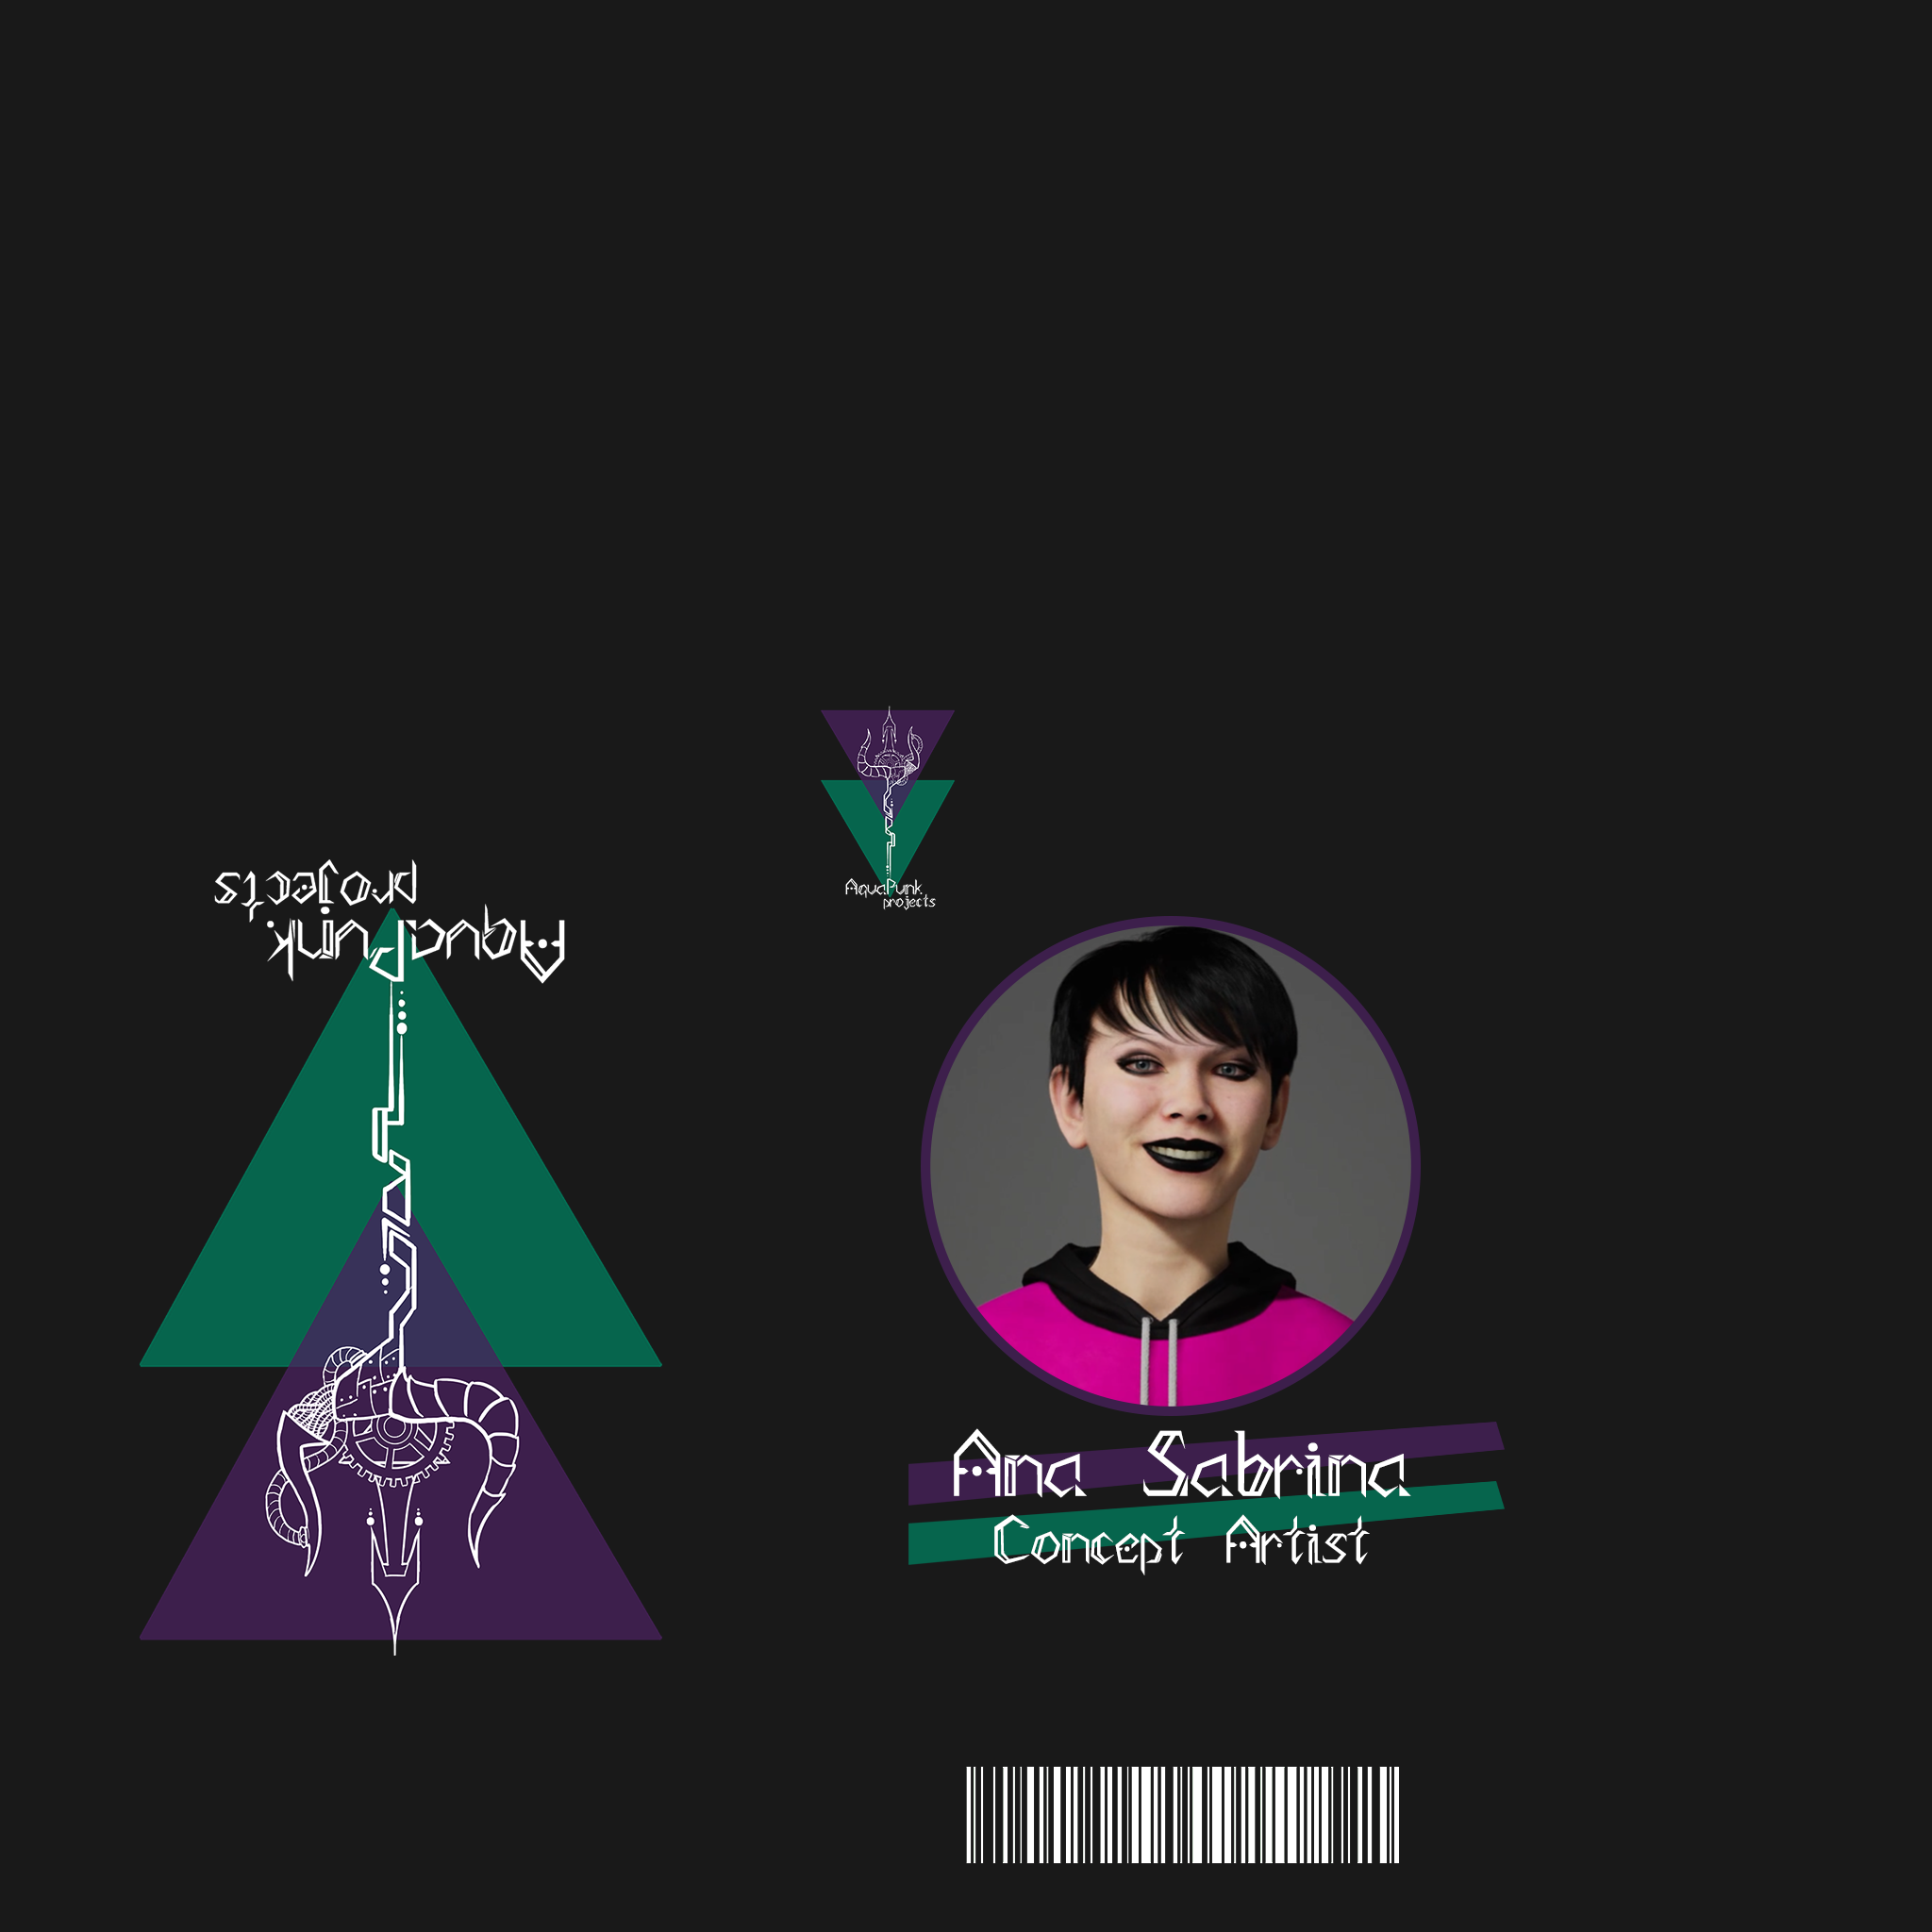 AquaPunk
projects
AquaPunk
projects
Ana Sabrina
Concept Artist